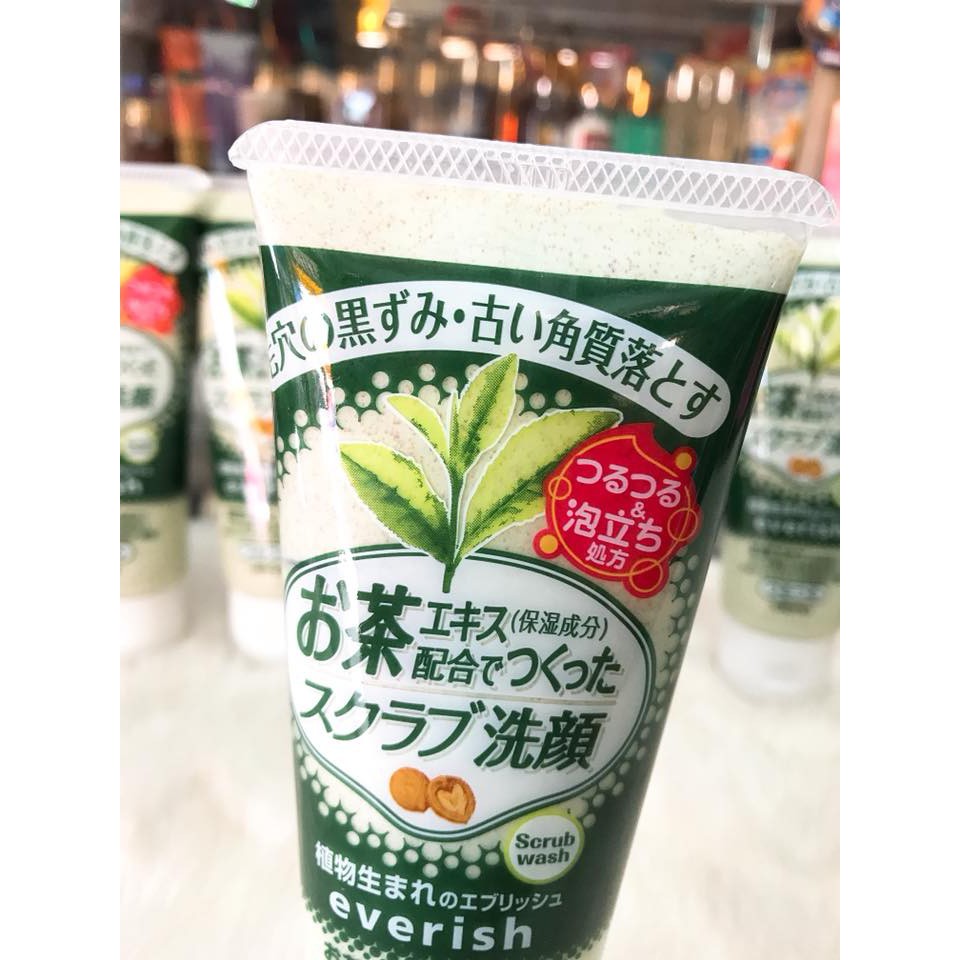 穴の黒ずみ・古い角質落とす
つるつる
&
泡立ち
処方
お茶エキス(保湿成分)
配合でつくった
スクラブ洗顔
Scrub
wash
植物生まれのエブリッシュ
everish